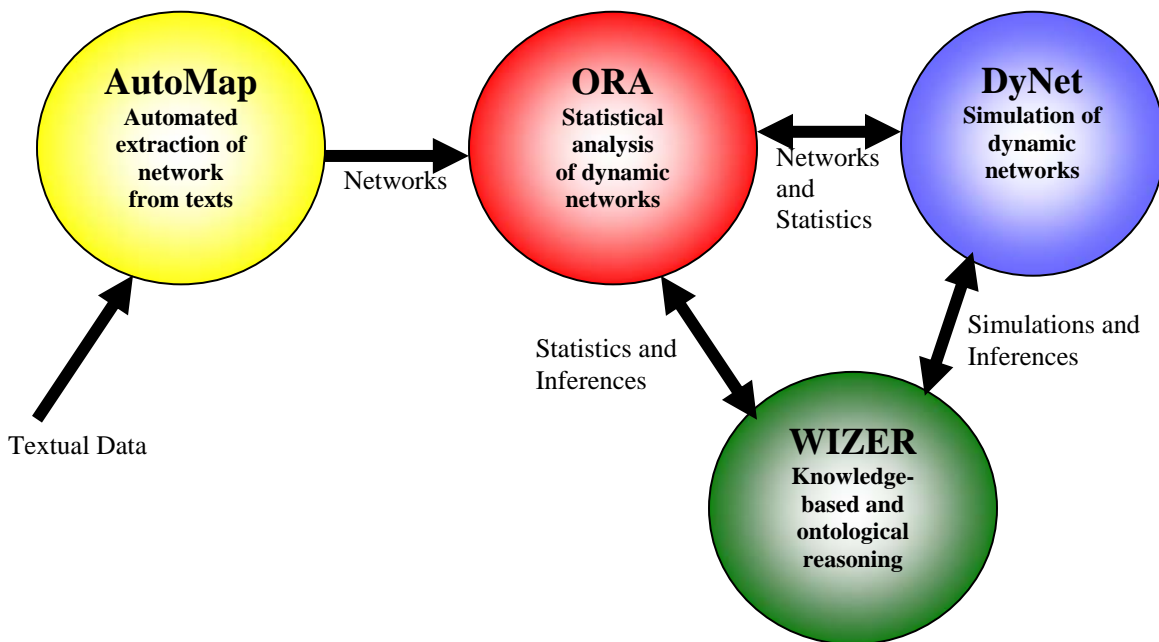 AutoMap
Automated
extraction of
network
from texts
Networks
ORA
Statistical
analysis
of dynamic
networks
Networks
and
Statistics
DyNet
Simulation of
dynamic
networks
Textual Data
Statistics and
Inferences
Simulations and
Inferences
WIZER
Knowledge-
based and
ontological
reasoning